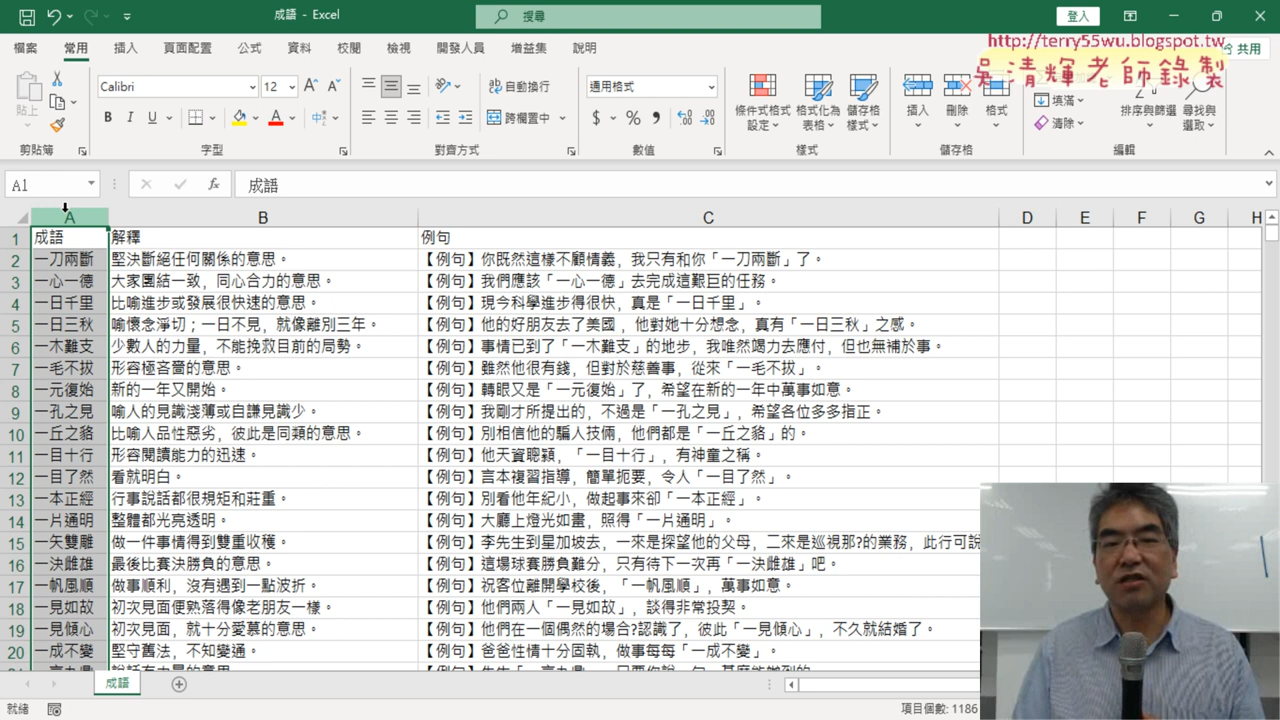 成語 - Excel
搜尋
登入
檔案 常用 插入 頁面配置 公式 資料 校閱 檢視 開發人員 增益集 說明
共用
http://terry55wu.blogspot.tw
吳清輝老師錄製
貼上
剪貼簿
Calibri 12
B I U
字型
自動換行
跨欄置中
對齊方式
通用格式
$ %
數值
條件式格式設定
格式化為表格
儲存格樣式
樣式
插入 刪除 格式
儲存格
填滿
清除
排序與篩選
尋找與選取
編輯
A1
fx
成語
A B C D E F G H
1 成語 解釋 例句
2 一刀兩斷 堅決斷絕任何關係的意思。 【例句】你既然這樣不顧情義，我只有和你「一刀兩斷」了。
3 一心一德 大家團結一致，同心合力的意思。 【例句】我們應該「一心一德」去完成這艱巨的任務。
4 一日千里 比喻進步或發展很快速的意思。 【例句】現今科學進步得很快，真是「一日千里」。
5 一日三秋 喻懷念淨切；一日不見，就像離別三年。 【例句】他的好朋友去了美國，他對她十分想念，真有「一日三秋」之感。
6 一木難支 少數人的力量，不能挽救目前的局勢。 【例句】事情已到了「一木難支」的地步，我唯然竭力去應付，但也無補於事。
7 一毛不拔 形容極吝嗇的意思。 【例句】雖然他很有錢，但對於慈善事，從來「一毛不拔」。
8 一元復始 新的一年又開始。 【例句】轉眼又是「一元復始」了，希望在新的一年中萬事如意。
9 一孔之見 喻人的見識淺薄或自謙見識少。 【例句】我剛才所提出的，不過是「一孔之見」，希望各位多多指正。
10 一丘之貉 比喻人品性惡劣，彼此是同類的意思。 【例句】別相信他的騙人技倆，他們都是「一丘之貉」的。
11 一目十行 形容閱讀能力的迅速。 【例句】他天資聰穎，「一目十行」，有神童之稱。
12 一目了然 看就明白。 【例句】言本複習指導，簡單扼要，令人「一目了然」。
13 一本正經 行事說話都很規矩和莊重。 【例句】別看他年紀小，做起事來卻「一本正經」。
14 一片通明 整體都光亮透明。 【例句】大廳上燈光如晝，照得「一片通明」。
15 一矢雙雕 做一件事情得到雙重收穫。 【例句】李先生到星加坡去，一來是探望他的父母，二來是巡視那?的業務，此行可說
16 一決雌雄 最後比賽決勝負的意思。 【例句】這場球賽勝負難分，只有待下一次再「一決雌雄」吧。
17 一帆風順 做事順利，沒有遇到一點波折。 【例句】祝客位離開學校後，「一帆風順」，萬事如意。
18 一見如故 初次見面便熟落得像老朋友一樣。 【例句】他們兩人「一見如故」，談得非常投契。
19 一見傾心 初次見面，就十分愛慕的意思。 【例句】他們在一個偶然的場合?認識了，彼此「一見傾心」，不久就結婚了。
20 一成不變 堅守舊法，不知變通。 【例句】爸爸性情十分固執，做事每每「一成不變」。
成語
就緒
項目個數: 1186